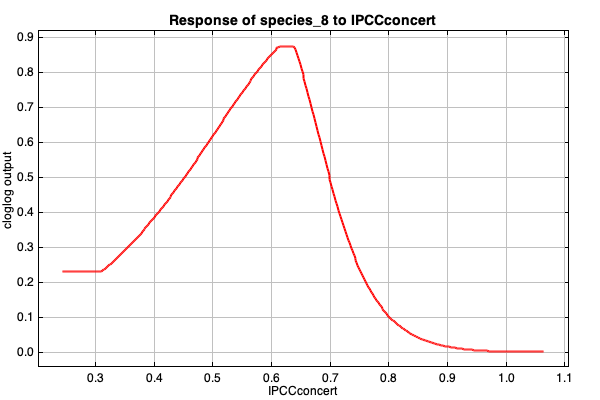 Response of species_8 to IPCCconcert
cloglog output
0.9
0.8
0.7
0.6
0.5
0.4
0.3
0.2
0.1
0.0
0.3 0.4 0.5 0.6 0.7 0.8 0.9 1.0 1.1
IPCCconcert